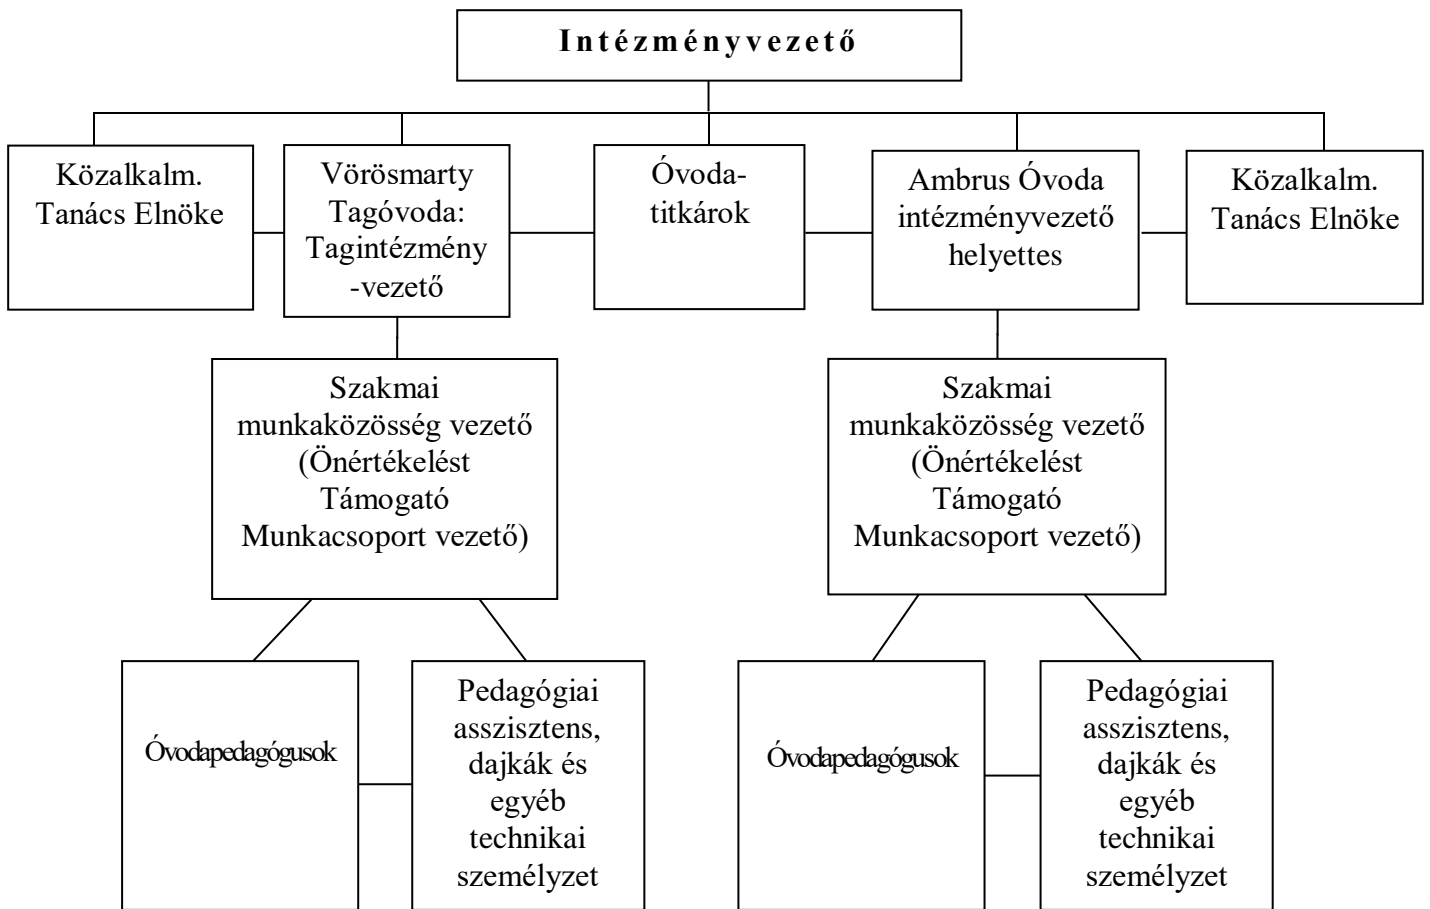 Intézményvezető
Közalkalm.
Tanács Elnöke
Vörösmarty
Tagóvoda:
Tagintézmény
-vezető
Óvoda-
titkárok
Ambrus Óvoda
intézményvezető
helyettes
Közalkalm.
Tanács Elnöke
Szakmai
munkaközösség vezető
(Önértékelést
Támogató
Munkacsoport vezető)
Szakmai
munkaközösség vezető
(Önértékelést
Támogató
Munkacsoport vezető)
Óvodapedagógusok
Pedagógiai
asszisztens,
dajkák és
egyéb
technikai
személyzet
Óvodapedagógusok
Pedagógiai
asszisztens,
dajkák és
egyéb
technikai
személyzet